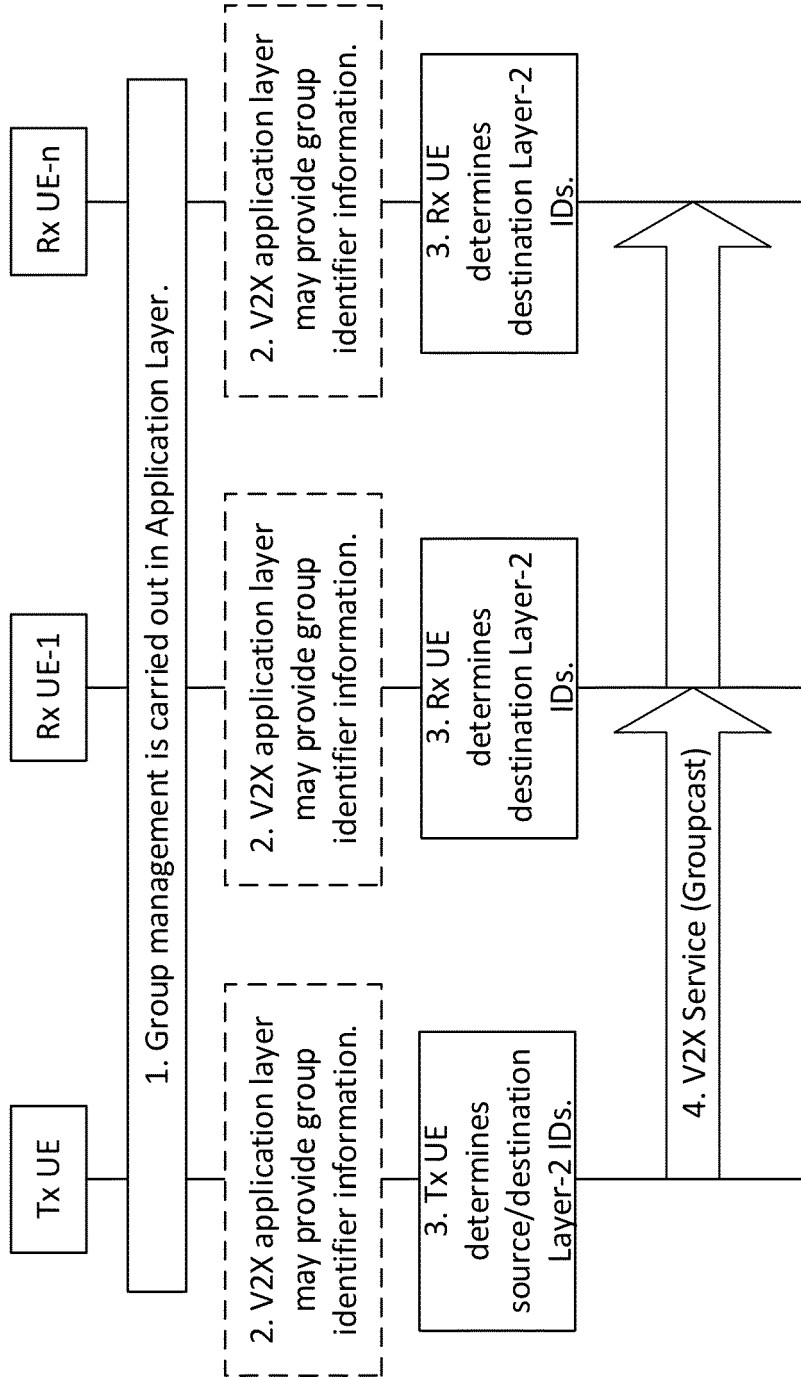 Tx UE
Rx UE-1
Rx UE-n
1. Group management is carried out in Application Layer.
2. V2X application layer
may provide group
identifier information.
2. V2X application layer
may provide group
identifier information.
2. V2X application layer
may provide group
identifier information.
3. Tx UE
determines
source/destination
Layer-2 IDs.
3. Rx UE
determines
destination Layer-2
IDs.
3. Rx UE
determines
destination Layer-2
IDs.
4. V2X Service (Groupcast)